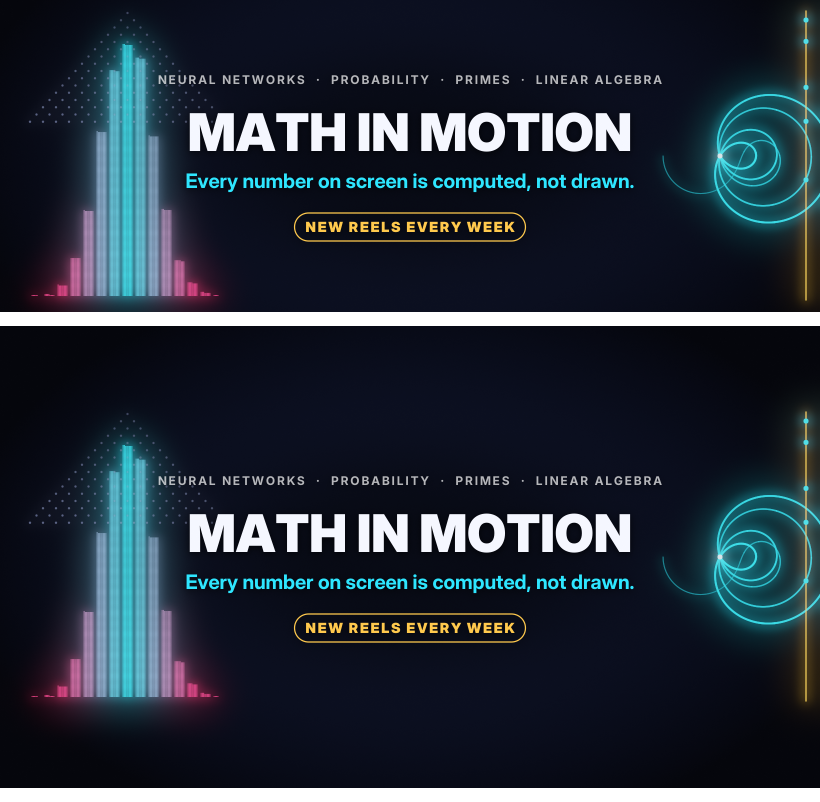 NEURAL NETWORKS · PROBABILITY · PRIMES · LINEAR ALGEBRA
MATH IN MOTION
Every number on screen is computed, not drawn.
NEW REELS EVERY WEEK
NEURAL NETWORKS · PROBABILITY · PRIMES · LINEAR ALGEBRA
MATH IN MOTION
Every number on screen is computed, not drawn.
NEW REELS EVERY WEEK